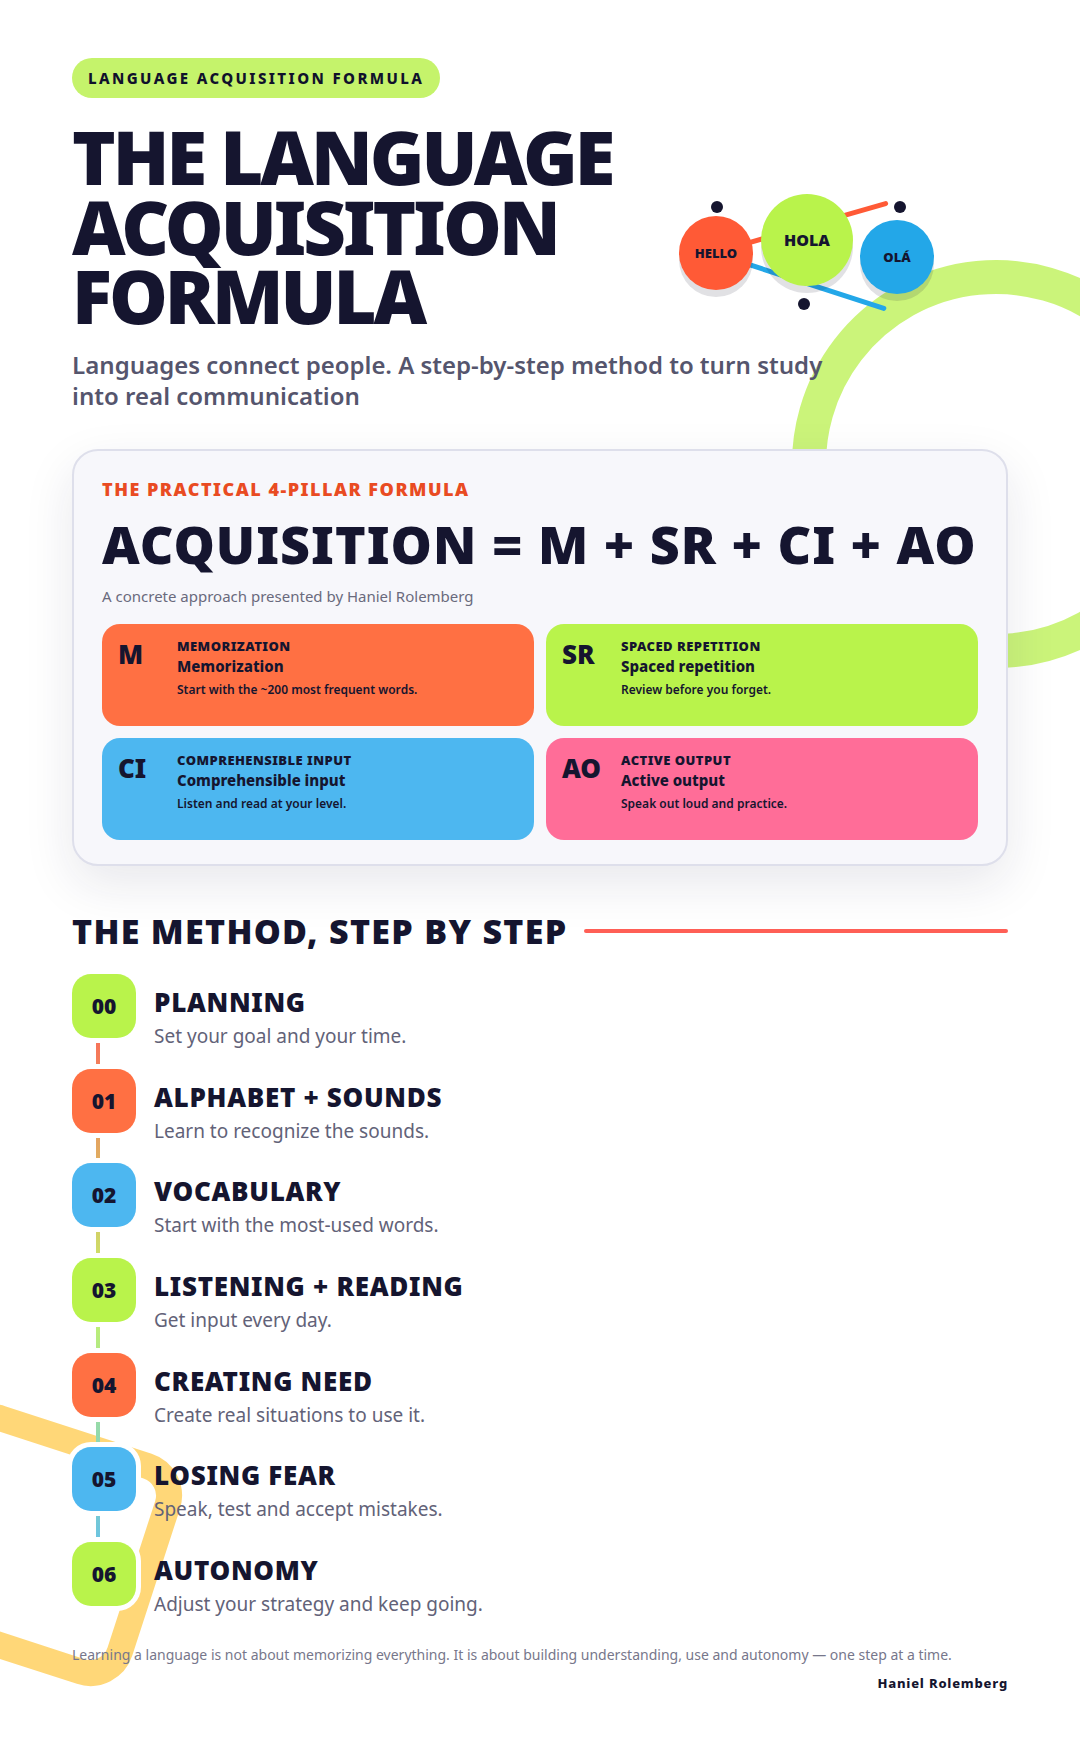 LANGUAGE ACQUISITION FORMULA
THE LANGUAGE
ACQUISITION
FORMULA
HELLO
HOLA
OLÁ
Languages connect people. A step-by-step method to turn study
into real communication
THE PRACTICAL 4-PILLAR FORMULA
ACQUISITION = M + SR + CI + AO
A concrete approach presented by Haniel Rolemberg
M
MEMORIZATION
Memorization
Start with the ~200 most frequent words.
SR
SPACED REPETITION
Spaced repetition
Review before you forget.
CI
COMPREHENSIBLE INPUT
Comprehensible input
Listen and read at your level.
AO
ACTIVE OUTPUT
Active output
Speak out loud and practice.
THE METHOD, STEP BY STEP
00
PLANNING
Set your goal and your time.
01
ALPHABET + SOUNDS
Learn to recognize the sounds.
02
VOCABULARY
Start with the most-used words.
03
LISTENING + READING
Get input every day.
04
CREATING NEED
Create real situations to use it.
05
LOSING FEAR
Speak, test and accept mistakes.
06
AUTONOMY
Adjust your strategy and keep going.
Learning a language is not about memorizing everything. It is about building understanding, use and autonomy — one step at a time.
Haniel Rolemberg